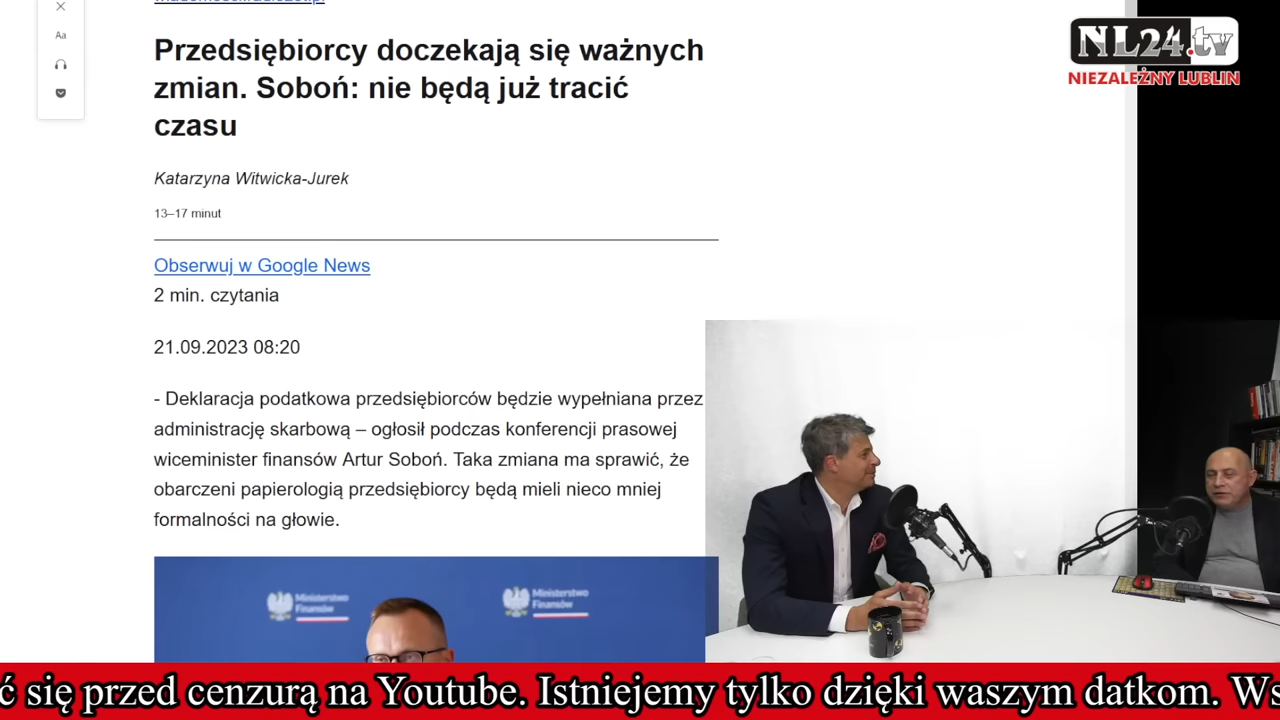 Przedsiębiorcy doczekają się ważnych
zmian. Soboń: nie będą już tracić
czasu
Katarzyna Witwicka-Jurek
13–17 minut
Obserwuj w Google News
2 min. czytania
21.09.2023 08:20
- Deklaracja podatkowa przedsiębiorców będzie wypełniana przez
administrację skarbową – ogłosił podczas konferencji prasowej
wiceminister finansów Artur Soboń. Taka zmiana ma sprawić, że
obarczeni papierologią przedsiębiorcy będą mieli nieco mniej
formalności na głowie.
Ministerstwo
Finansów
Ministerstwo
Finansów
Aa
NL24.tv
NIEZALEŻNY LUBLIN
ć się przed cenzurą na Youtube. Istniejemy tylko dzięki waszym datkom. Ws